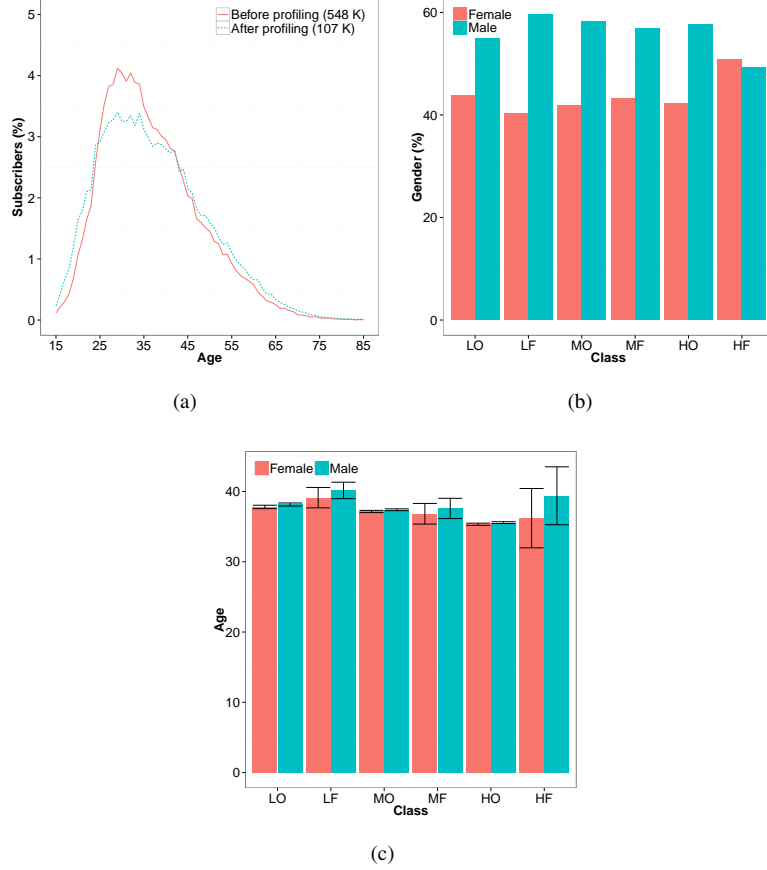 5
4
3
2
1
0
Subscribers (%)
Before profiling (548 K)
After profiling (107 K)
15 25 35 45 55 65 75 85
Age
(a)
60
40
20
0
Gender (%)
Female Male
LO LF MO MF HO HF
Class
(b)
40
30
20
10
0
Age
Female Male
LO LF MO MF HO HF
Class
(c)